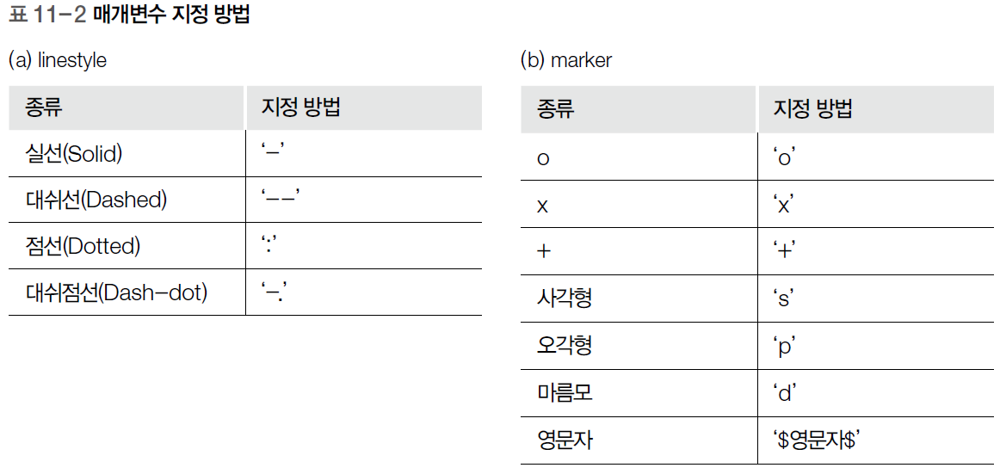 표 11-2 매개변수 지정 방법
(a) linestyle
종류 지정 방법
실선(Solid) ‘-’
대쉬선(Dashed) ‘--’
점선(Dotted) ‘:’
대쉬점선(Dash-dot) ‘-.’
(b) marker
종류 지정 방법
o ‘o’
x ‘x’
+ ‘+’
사각형 ‘s’
오각형 ‘p’
마름모 ‘d’
영문자 ‘$영문자$’